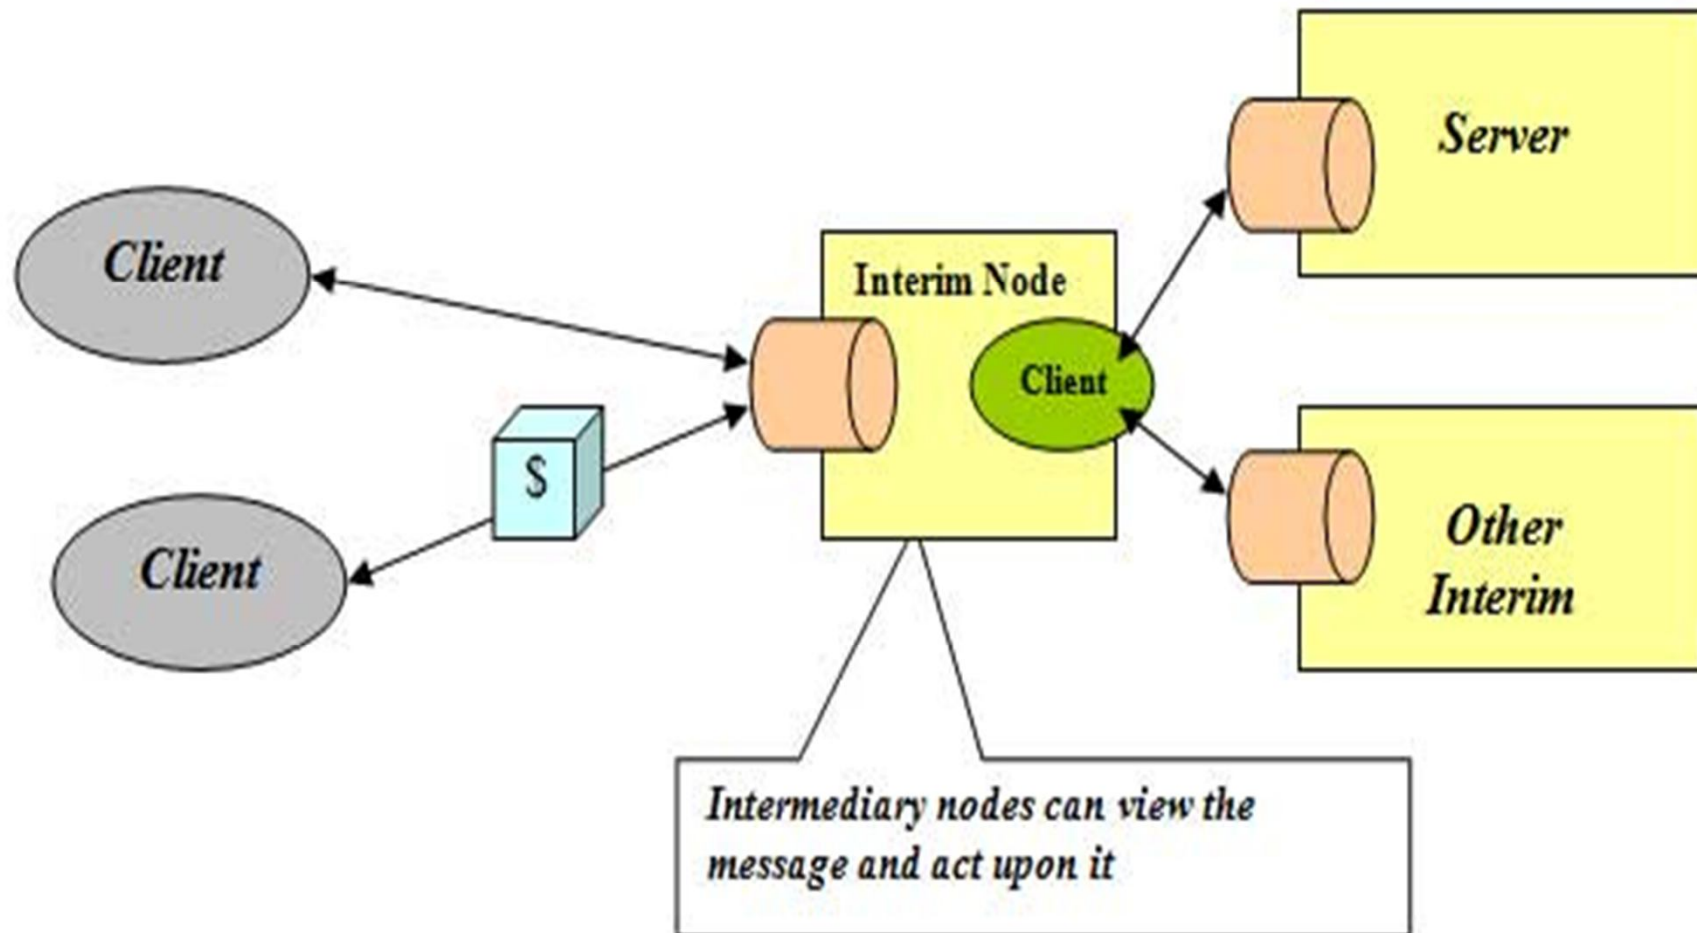 Server
Client
Interim Node
Client
$
Other
Interim
Client
Intermediary nodes can view the
message and act upon it